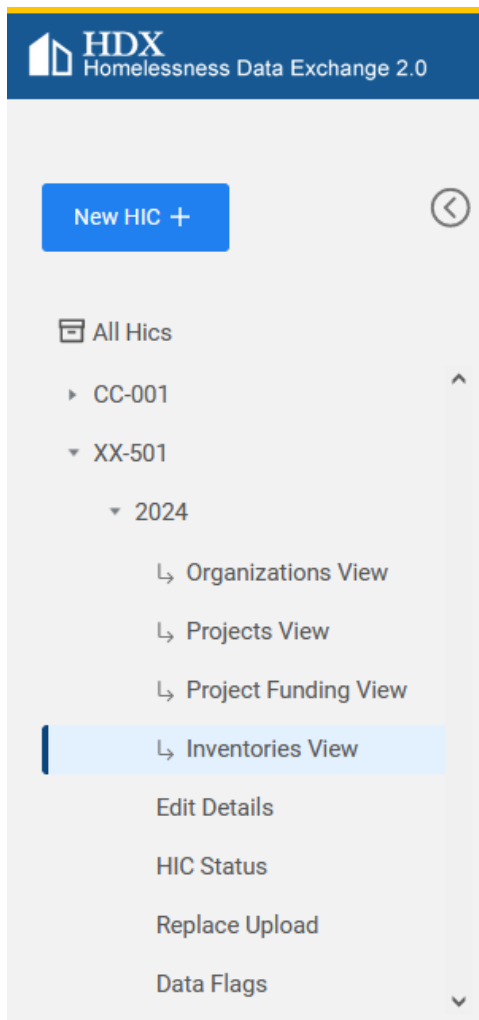 HDX
Homelessness Data Exchange 2.0
New HIC +
All Hics
CC-001
XX-501
2024
Organizations View
Projects View
Project Funding View
Inventories View
Edit Details
HIC Status
Replace Upload
Data Flags